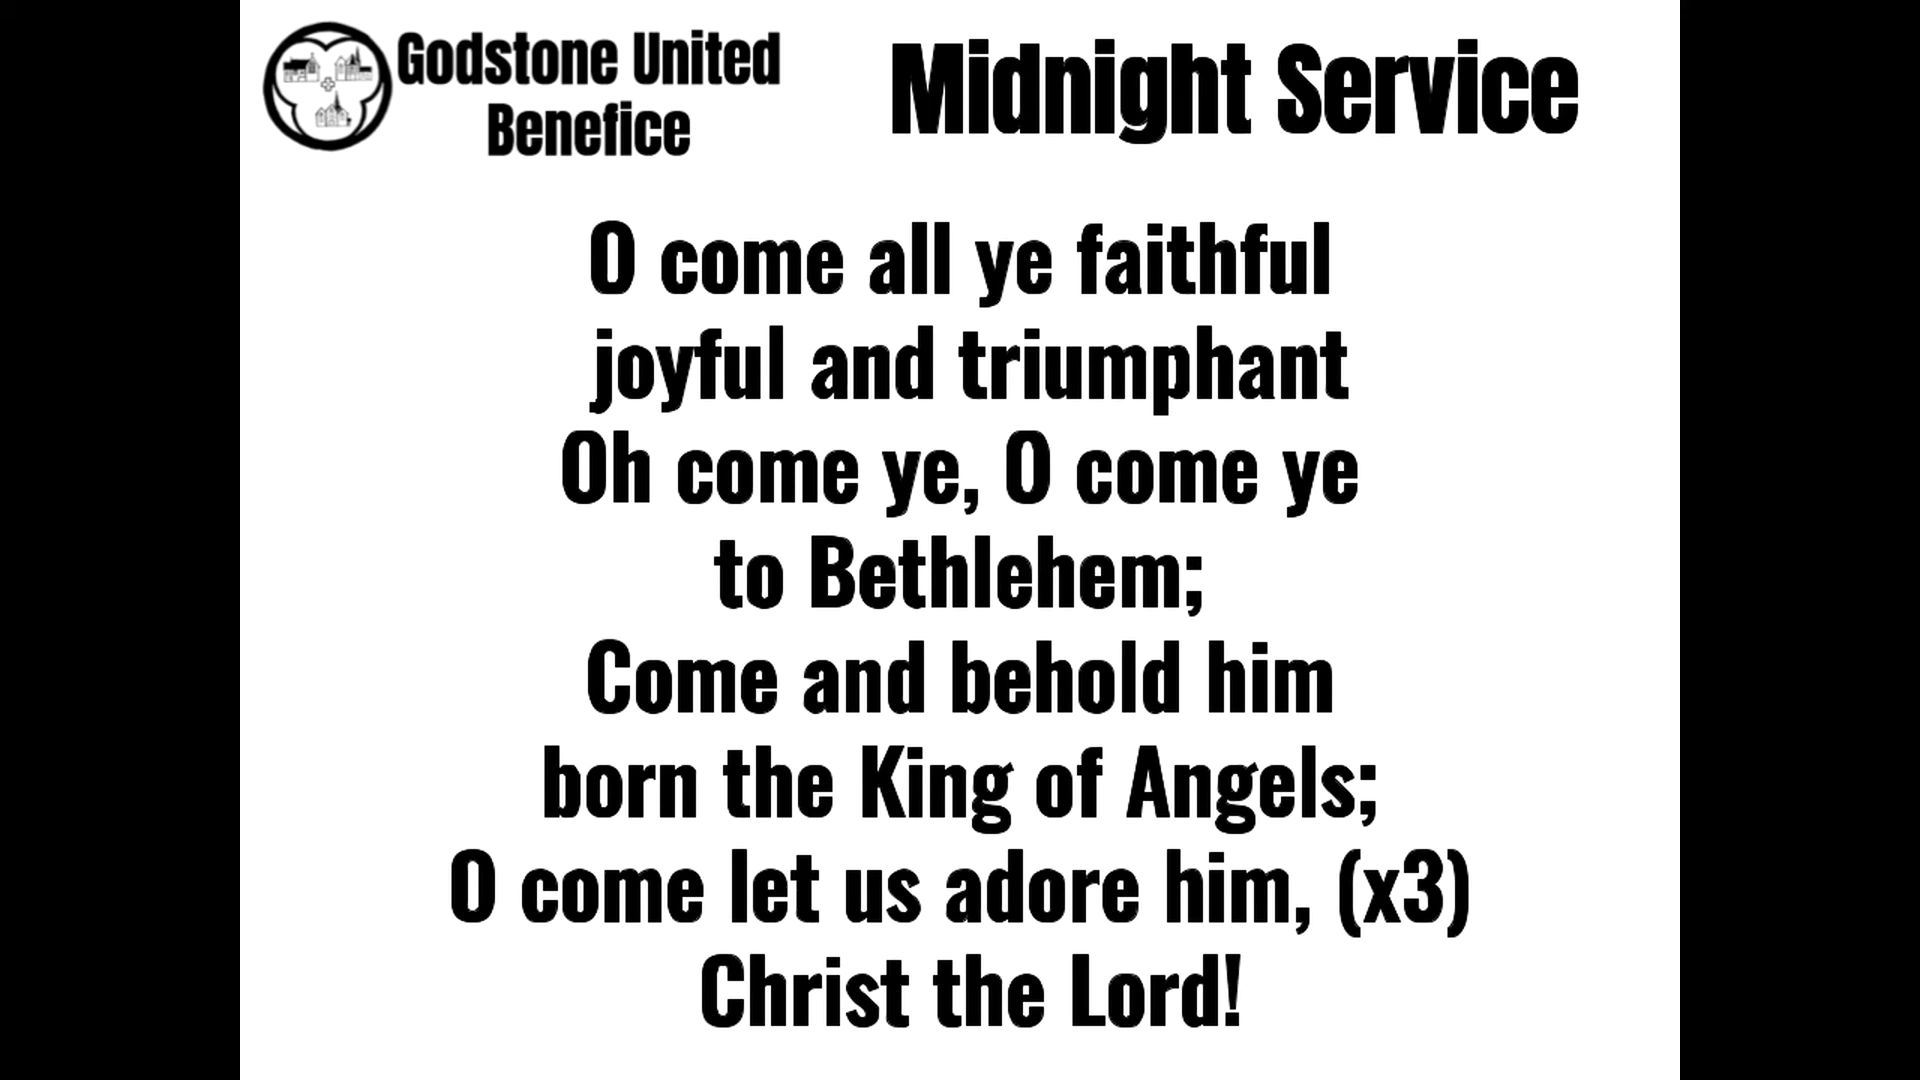 Godstone United
Benefice
Midnight Service
O come all ye faithful
joyful and triumphant
Oh come ye, O come ye
to Bethlehem;
Come and behold him
born the King of Angels;
O come let us adore him, (x3)
Christ the Lord!